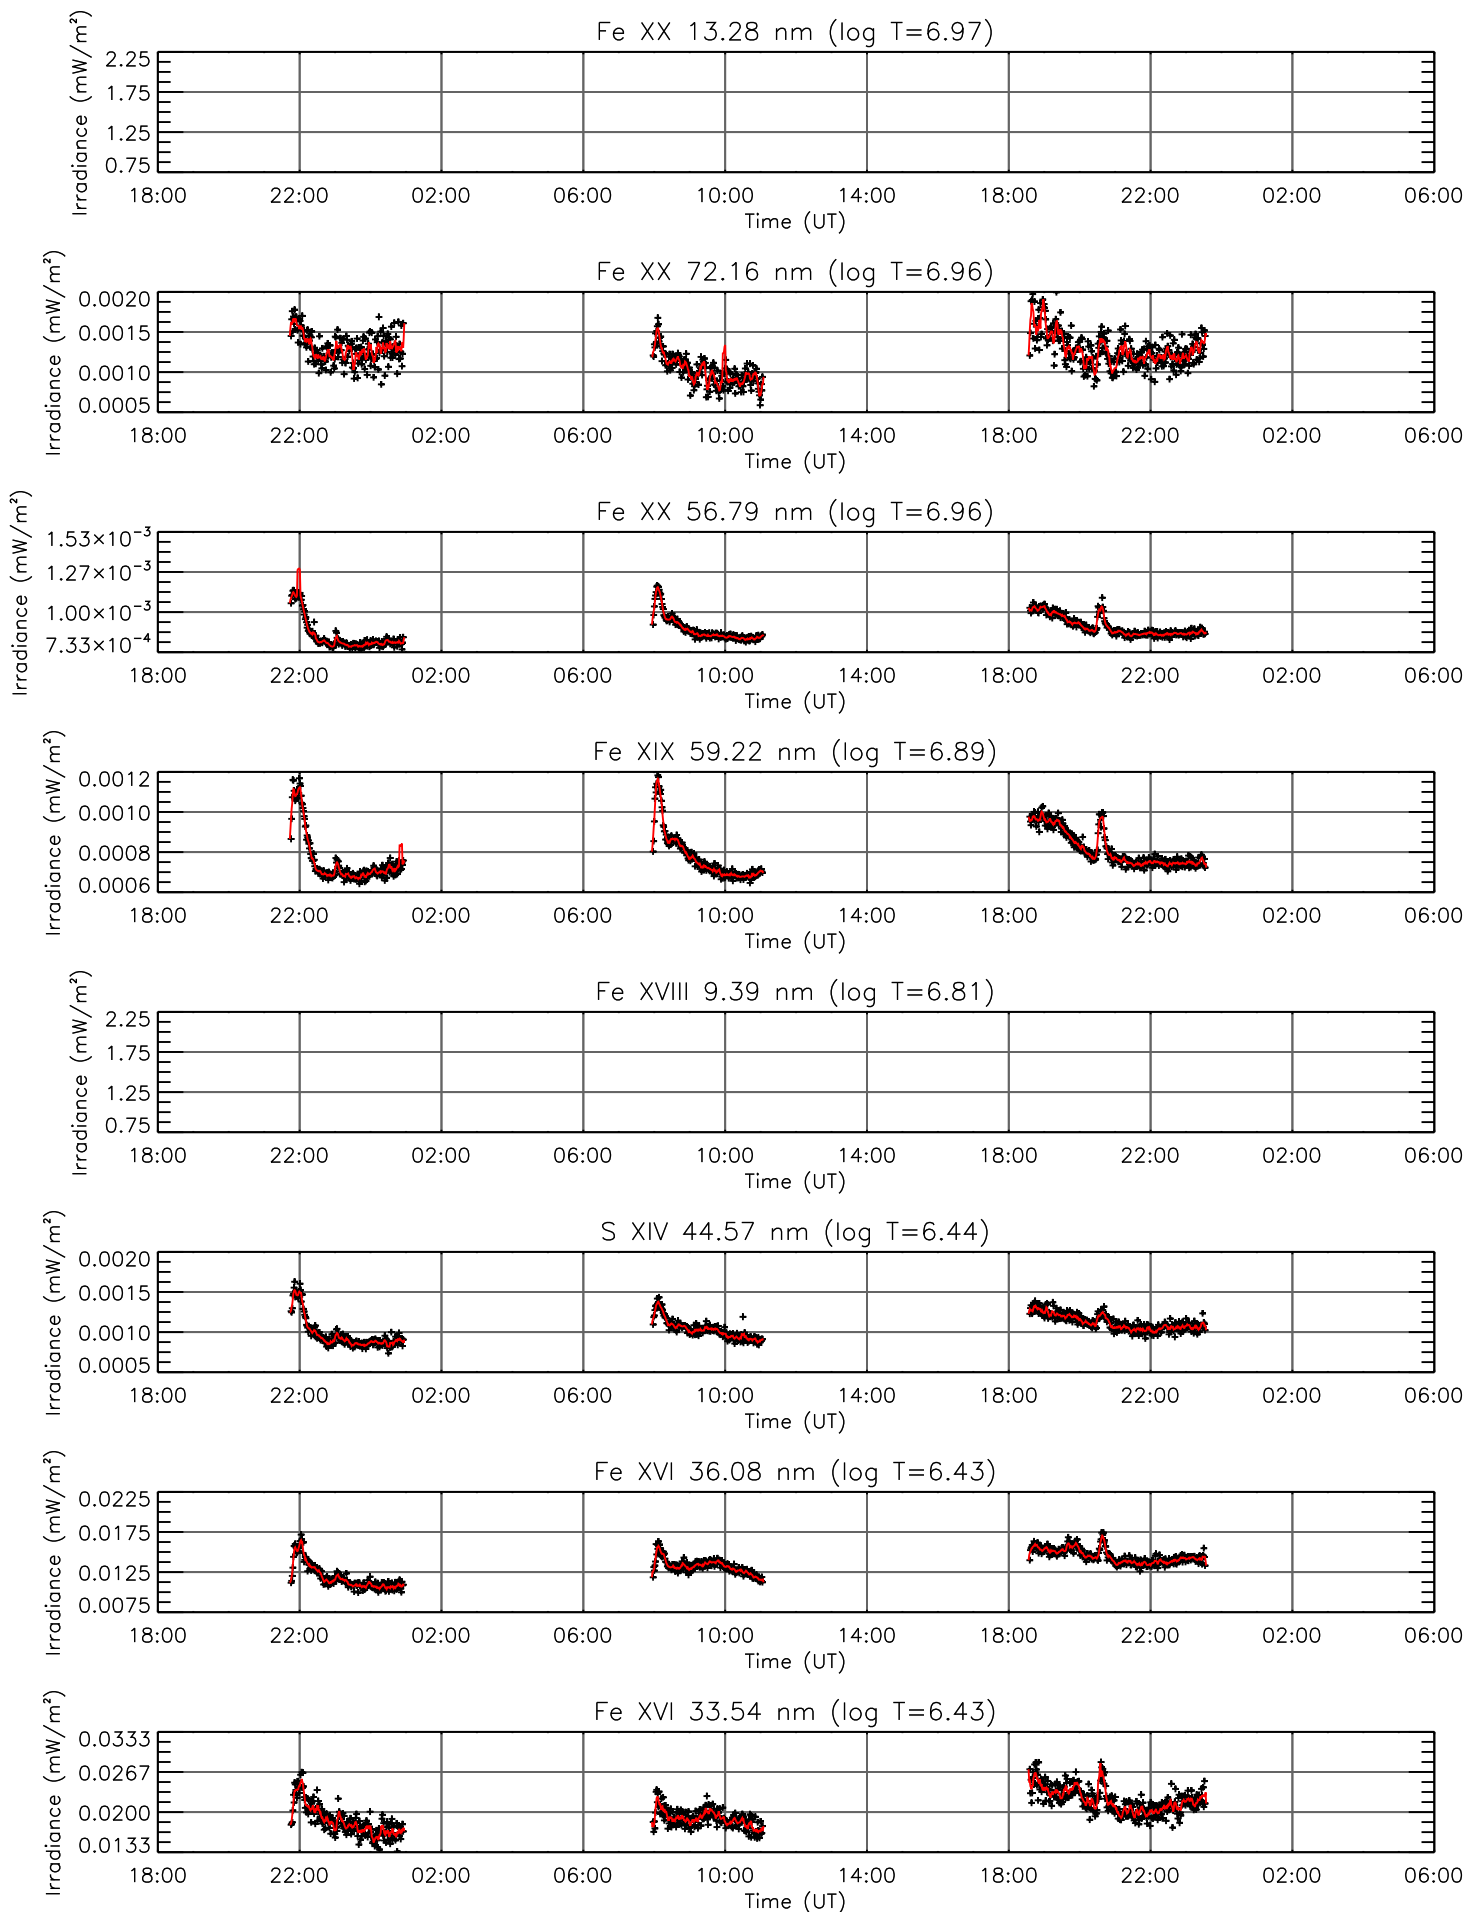 Fe XX 13.28 nm (log T=6.97)
Irradiance (mW/m²)
2.25
1.75
1.25
0.75
18:00 22:00 02:00 06:00 10:00 14:00 18:00 22:00 02:00 06:00
Time (UT)
Fe XX 72.16 nm (log T=6.96)
Irradiance (mW/m²)
0.0020
0.0015
0.0010
0.0005
18:00 22:00 02:00 06:00 10:00 14:00 18:00 22:00 02:00 06:00
Time (UT)
Fe XX 56.79 nm (log T=6.96)
Irradiance (mW/m²)
1.53×10⁻³
1.27×10⁻³
1.00×10⁻³
7.33×10⁻⁴
18:00 22:00 02:00 06:00 10:00 14:00 18:00 22:00 02:00 06:00
Time (UT)
Fe XIX 59.22 nm (log T=6.89)
Irradiance (mW/m²)
0.0012
0.0010
0.0008
0.0006
18:00 22:00 02:00 06:00 10:00 14:00 18:00 22:00 02:00 06:00
Time (UT)
Fe XVIII 9.39 nm (log T=6.81)
Irradiance (mW/m²)
2.25
1.75
1.25
0.75
18:00 22:00 02:00 06:00 10:00 14:00 18:00 22:00 02:00 06:00
Time (UT)
S XIV 44.57 nm (log T=6.44)
Irradiance (mW/m²)
0.0020
0.0015
0.0010
0.0005
18:00 22:00 02:00 06:00 10:00 14:00 18:00 22:00 02:00 06:00
Time (UT)
Fe XVI 36.08 nm (log T=6.43)
Irradiance (mW/m²)
0.0225
0.0175
0.0125
0.0075
18:00 22:00 02:00 06:00 10:00 14:00 18:00 22:00 02:00 06:00
Time (UT)
Fe XVI 33.54 nm (log T=6.43)
Irradiance (mW/m²)
0.0333
0.0267
0.0200
0.0133
18:00 22:00 02:00 06:00 10:00 14:00 18:00 22:00 02:00 06:00
Time (UT)